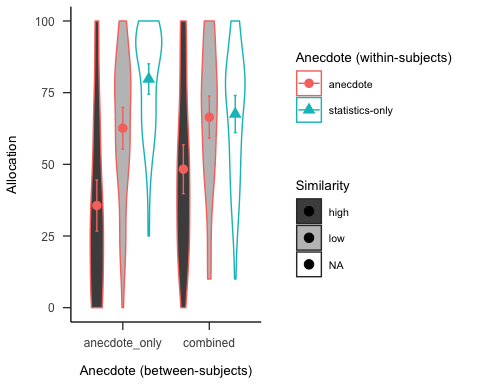 100
75
50
25
0
Allocation
anecdote_only
combined
Anecdote (between-subjects)
Anecdote (within-subjects)
anecdote
statistics-only
Similarity
high
low
NA